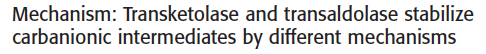 Mechanism: Transketolase and transaldolase stabilize
carbanionic intermediates by different mechanisms